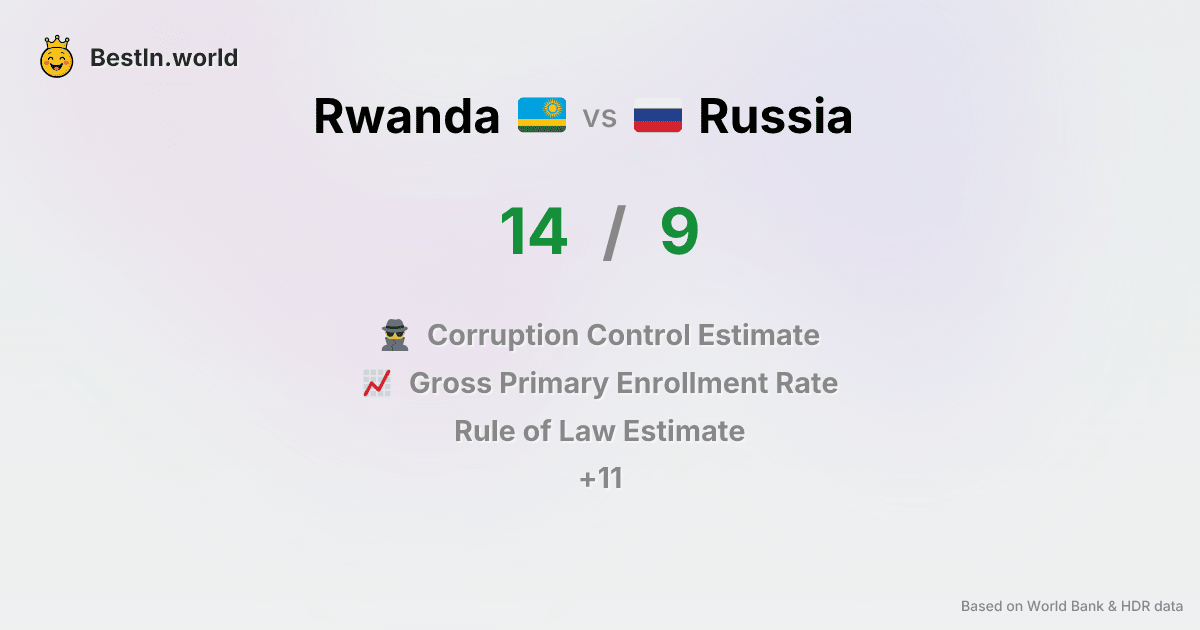 BestIn.world
Rwanda vs Russia
14 / 9
Corruption Control Estimate
Gross Primary Enrollment Rate
Rule of Law Estimate
+11
Based on World Bank & HDR data